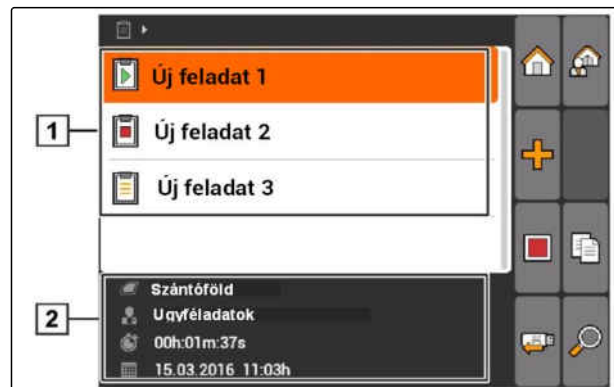 Új feladat 1
1
Új feladat 2
Új feladat 3
Szántóföld
2
Ugyféladatok
00h:01m:37s
15.03.2016 11:03h